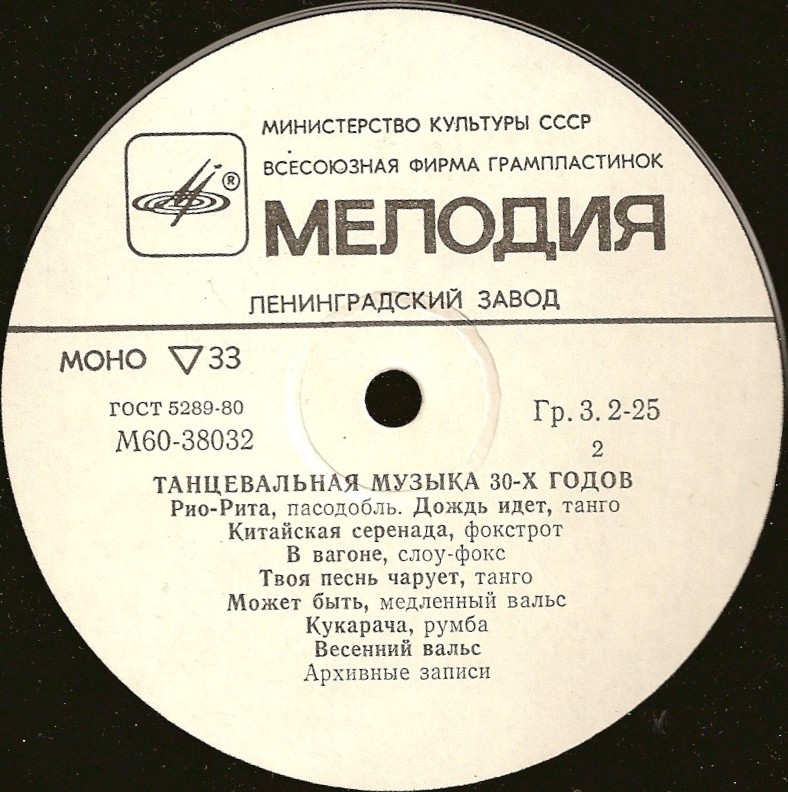 МИНИСТЕРСТВО КУЛЬТУРЫ СССР
ВСЕСОЮЗНАЯ ФИРМА ГРАМПЛАСТИНОК
®
МЕЛОДИЯ
ЛЕНИНГРАДСКИЙ ЗАВОД
МОНО ▽ 33
ГОСТ 5289-80
М60-38032
Гр. 3. 2-25
2
ТАНЦЕВАЛЬНАЯ МУЗЫКА 30-Х ГОДОВ
Рио-Рита, пасодобль. Дождь идет, танго
Китайская серенада, фокстрот
В вагоне, слоу-фокс
Твоя песнь чарует, танго
Может быть, медленный вальс
Кукарача, румба
Весенний вальс
Архивные записи